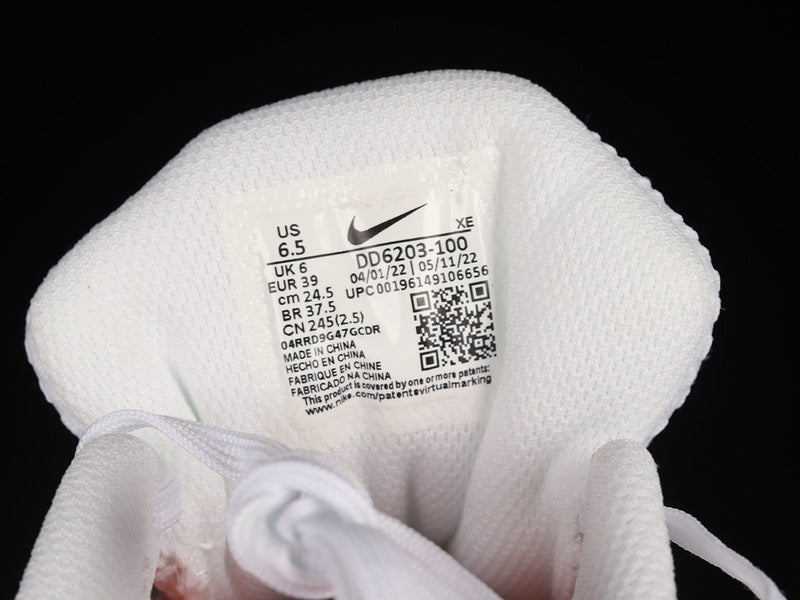 US
6.5
XE
UK 6
EUR 39
cm 24.5
BR 37.5
CN 245(2.5)
DD6203-100
04/01/22 | 05/11/22
UPC00196149106656
04RRD9G47GCDR
MADE IN CHINA
HECHO EN CHINA
FABRIQUE EN CHINE
FABRICADO NA CHINA
This product is covered by one or more patents:
www.nike.com/patentsvirtualmarking